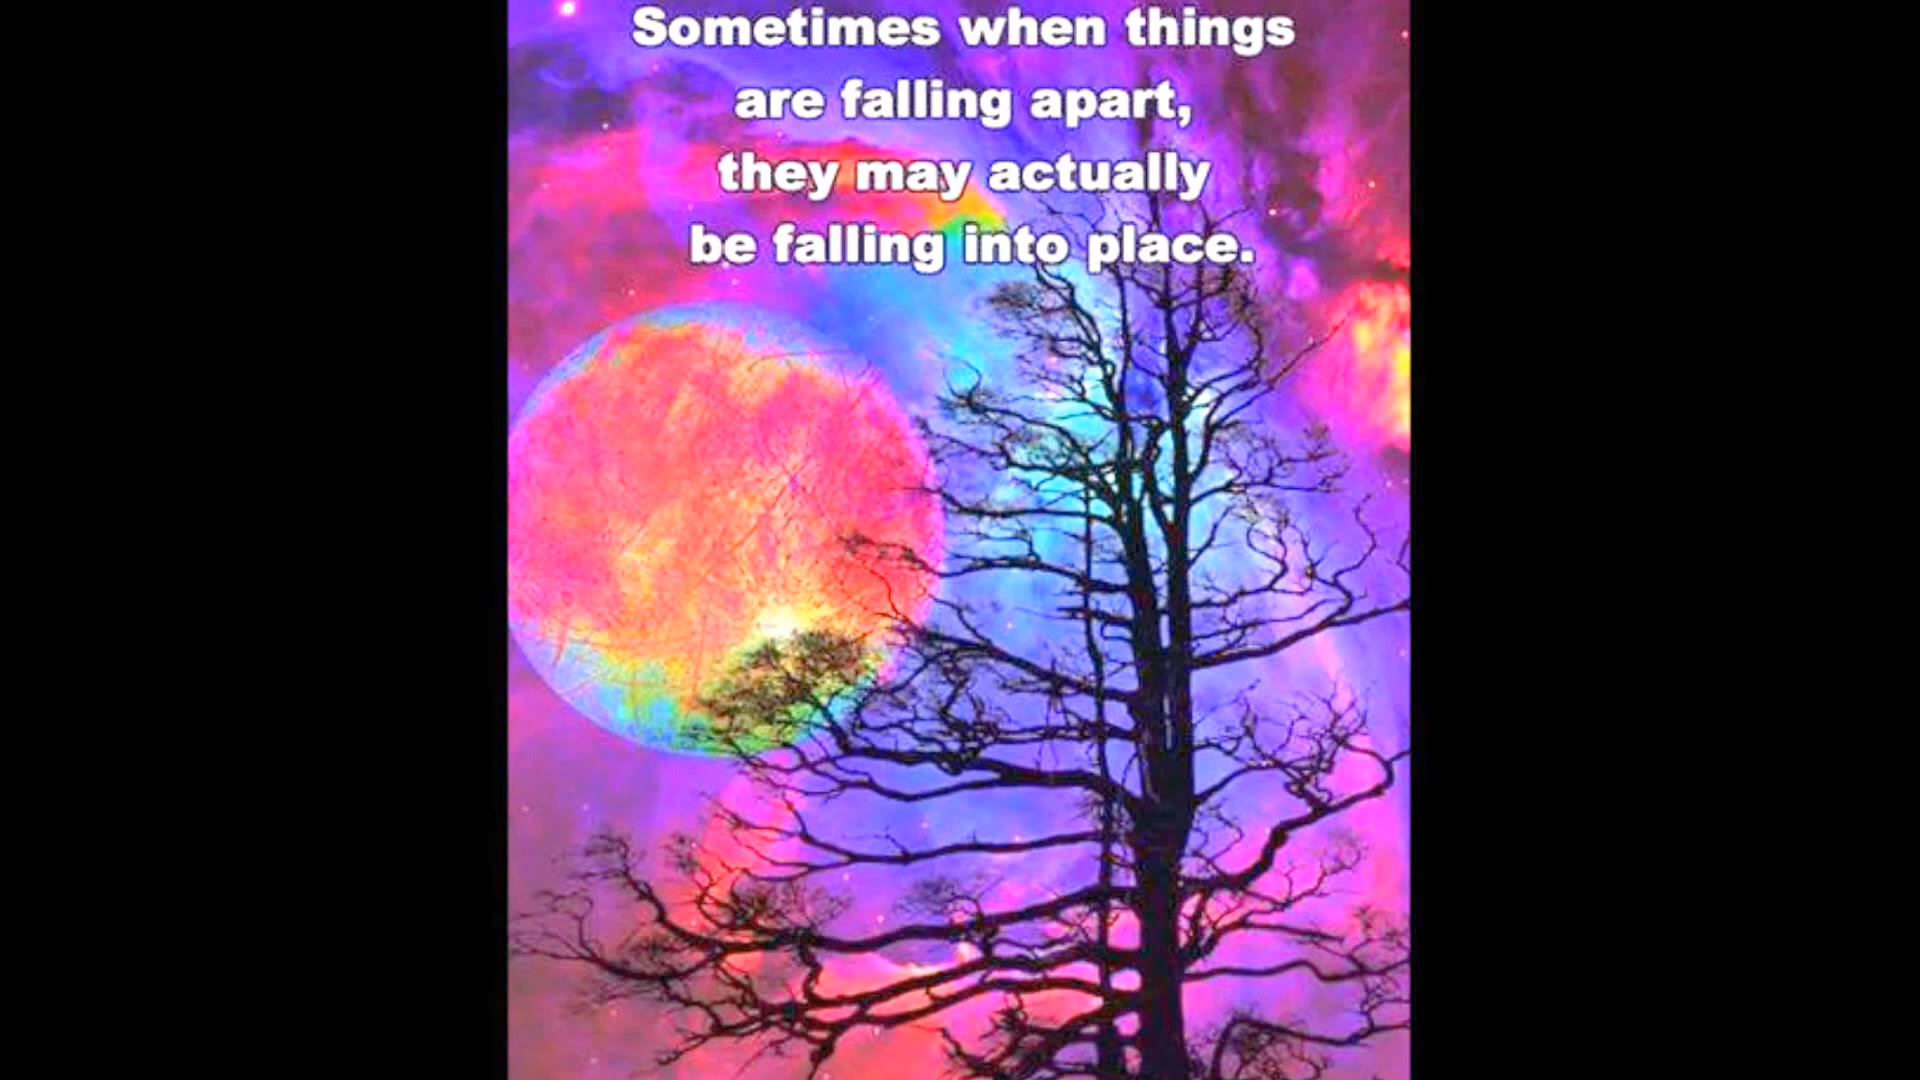 Sometimes when things
are falling apart,
they may actually
be falling into place.